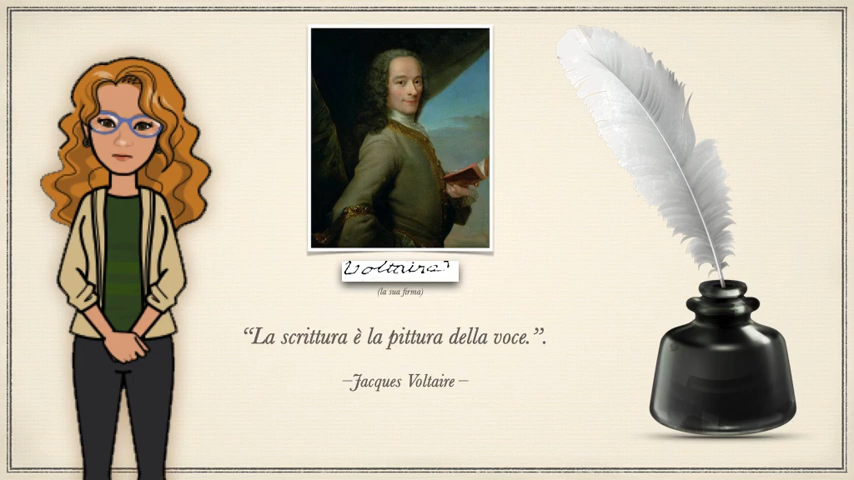 Voltaire
(la sua firma)
“La scrittura è la pittura della voce.”.
–Jacques Voltaire –